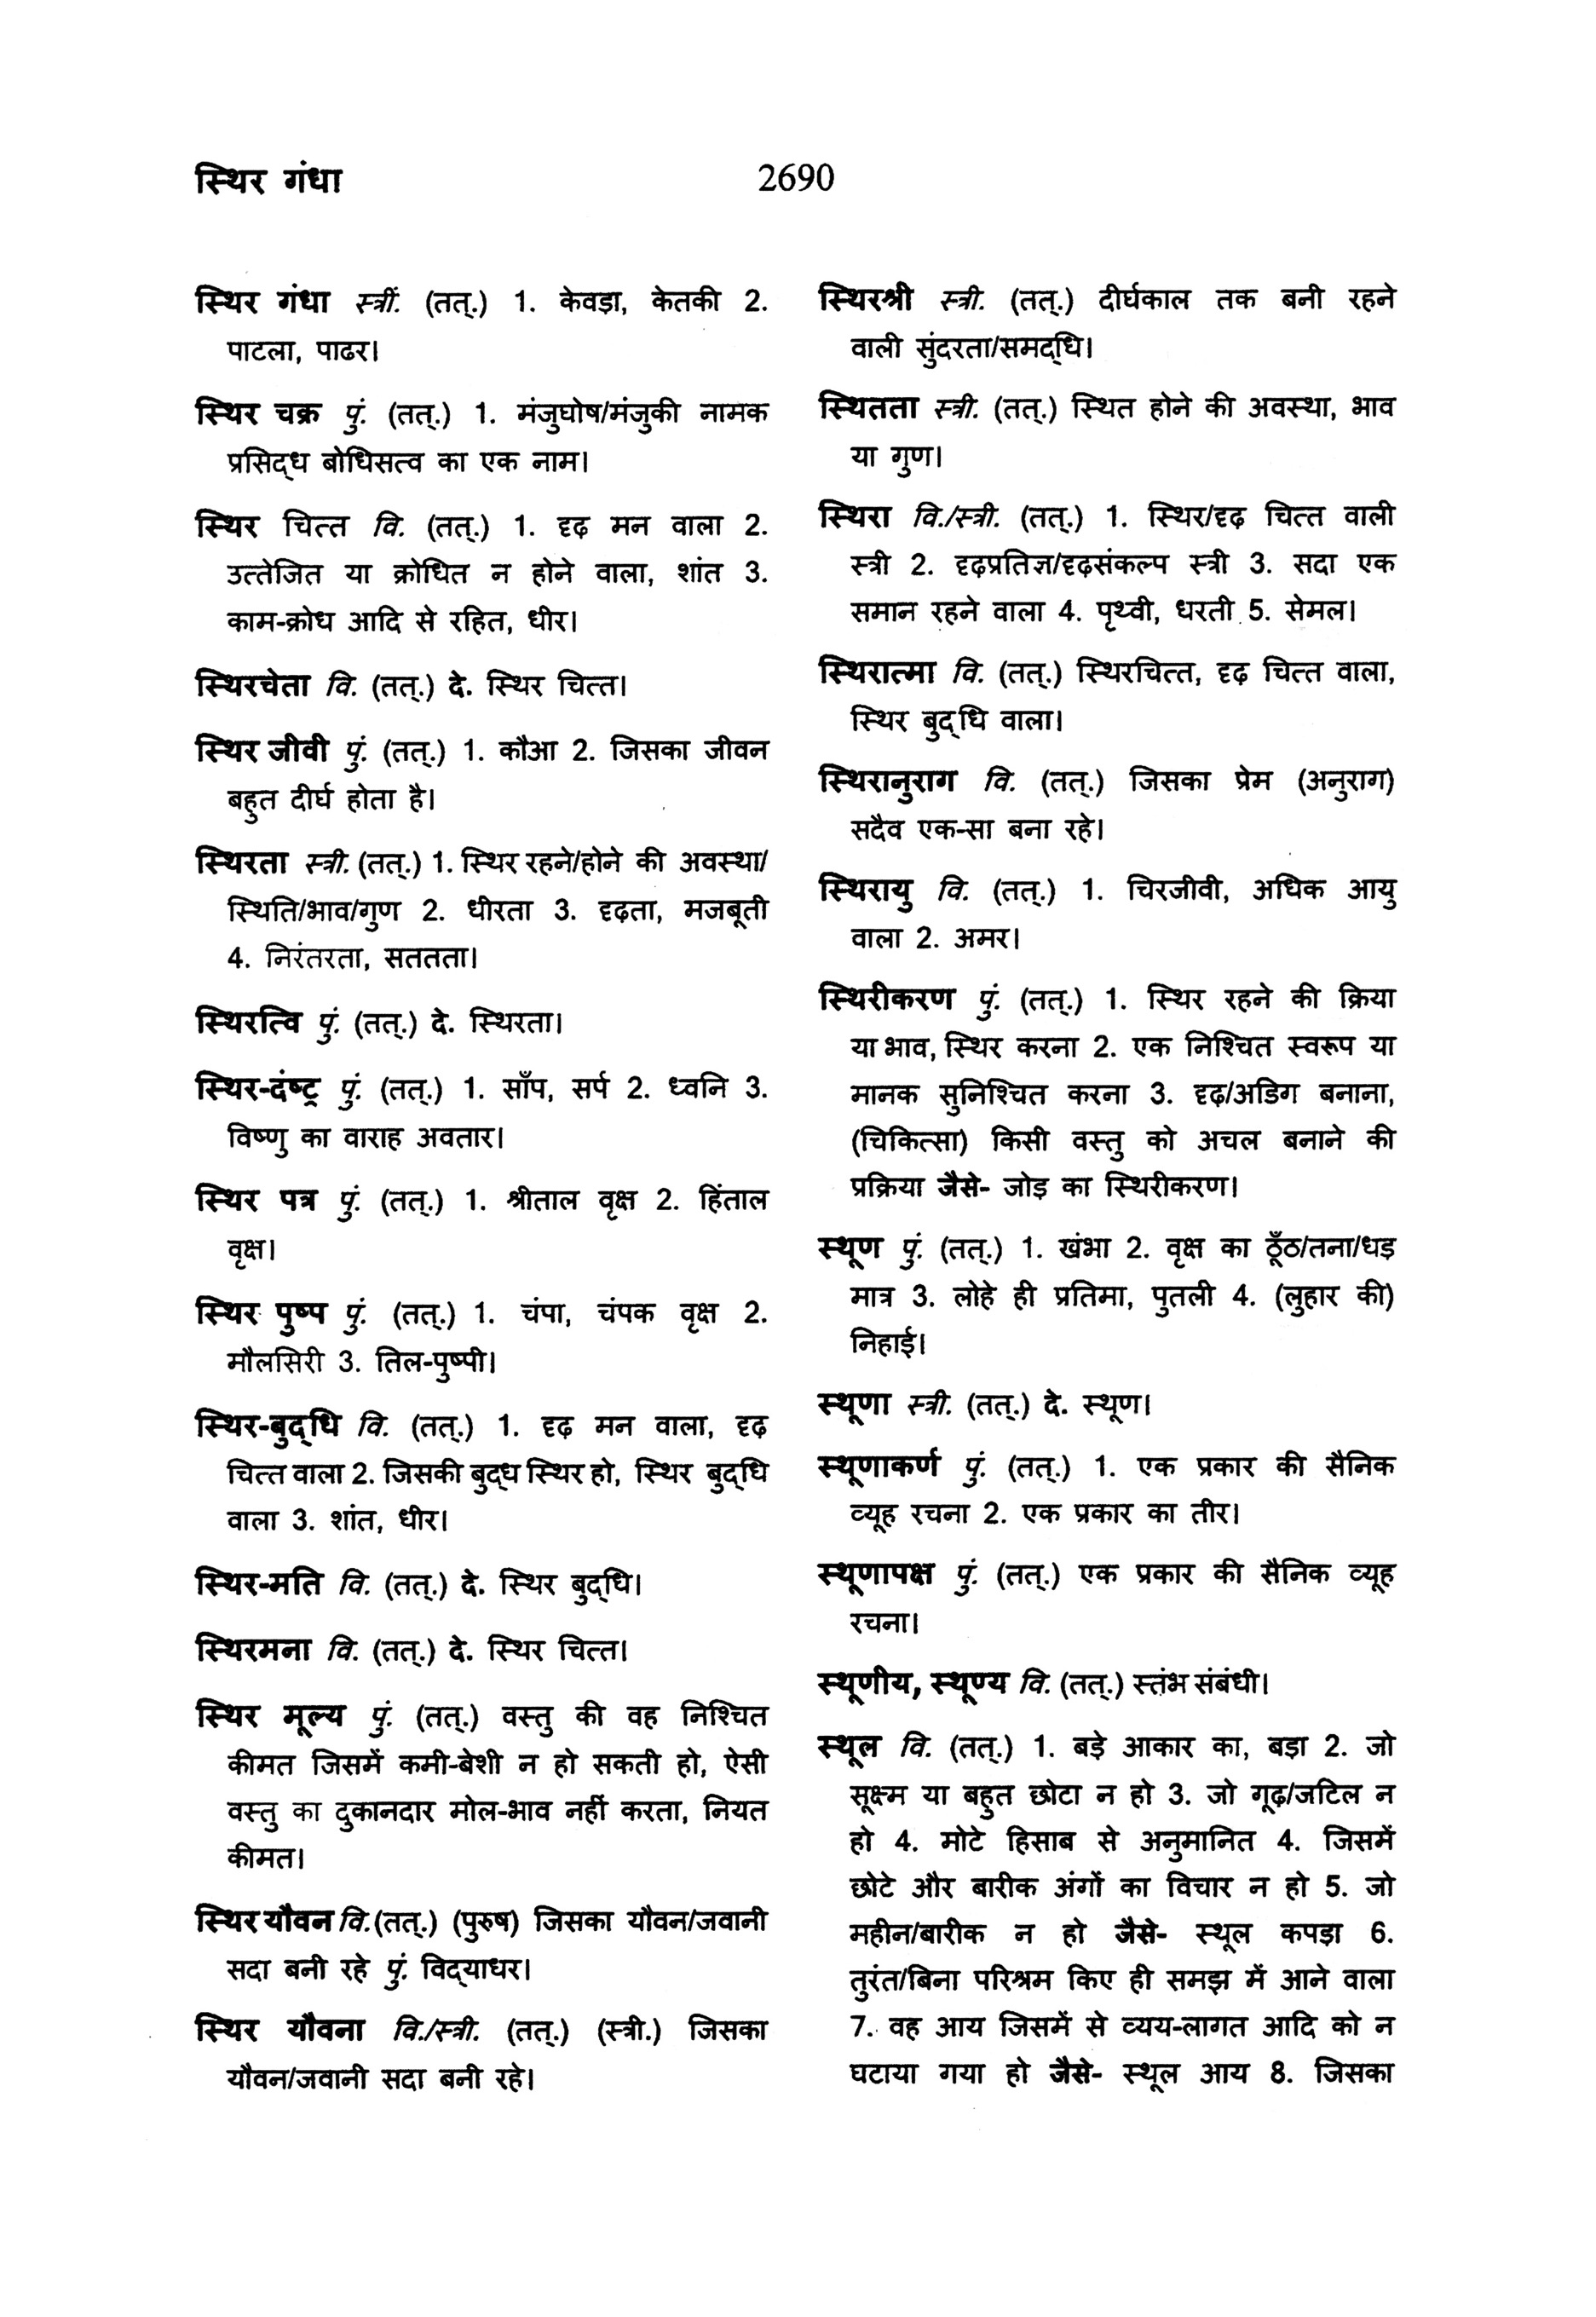 स्थिर गंधा
2690
स्थिर गंधा स्त्रीं. (तत्.) 1. केवड़ा, केतकी 2.
पाटला, पाढर।
स्थिर चक्र पुं. (तत्.) 1. मंजुघोष/मंजुकी नामक
प्रसिद्ध बोधिसत्व का एक नाम।
स्थिर चित्त वि. (तत्.) 1. दृढ़ मन वाला 2.
उत्तेजित या क्रोधित न होने वाला, शांत 3.
काम-क्रोध आदि से रहित, धीर।
स्थिरचेता वि. (तत्.) दे. स्थिर चित्त।
स्थिर जीवी पुं. (तत्.) 1. कौआ 2. जिसका जीवन
बहुत दीर्घ होता है।
स्थिरता स्त्री. (तत्.) 1. स्थिर रहने/होने की अवस्था/
स्थिति/भाव/गुण 2. धीरता 3. दृढ़ता, मजबूती
4. निरंतरता, सततता।
स्थिरत्वि पुं. (तत्.) दे. स्थिरता।
स्थिर-दंष्ट्र पुं. (तत्.) 1. साँप, सर्प 2. ध्वनि 3.
विष्णु का वाराह अवतार।
स्थिर पत्र पुं. (तत्.) 1. श्रीताल वृक्ष 2. हिंताल
वृक्ष।
स्थिर पुष्प पुं. (तत्.) 1. चंपा, चंपक वृक्ष 2.
मौलसिरी 3. तिल-पुष्पी।
स्थिर-बुद्धि वि. (तत्.) 1. दृढ़ मन वाला, दृढ़
चित्त वाला 2. जिसकी बुद्ध स्थिर हो, स्थिर बुद्धि
वाला 3. शांत, धीर।
स्थिर-मति वि. (तत्.) दे. स्थिर बुद्धि।
स्थिरमना वि. (तत्.) दे. स्थिर चित्त।
स्थिर मूल्य पुं. (तत्.) वस्तु की वह निश्चित
कीमत जिसमें कमी-बेशी न हो सकती हो, ऐसी
वस्तु का दुकानदार मोल-भाव नहीं करता, नियत
कीमत।
स्थिर यौवन वि.(तत्.) (पुरुष) जिसका यौवन/जवानी
सदा बनी रहे पुं. विद्याधर।
स्थिर यौवना वि./स्त्री. (तत्.) (स्त्री.) जिसका
यौवन/जवानी सदा बनी रहे।
स्थिरश्री स्त्री. (तत्.) दीर्घकाल तक बनी रहने
वाली सुंदरता/समद्धि।
स्थितता स्त्री. (तत्.) स्थित होने की अवस्था, भाव
या गुण।
स्थिरा वि./स्त्री. (तत्.) 1. स्थिर/दृढ़ चित्त वाली
स्त्री 2. दृढ़प्रतिज्ञ/दृढ़संकल्प स्त्री 3. सदा एक
समान रहने वाला 4. पृथ्वी, धरती 5. सेमल।
स्थिरात्मा वि. (तत्.) स्थिरचित्त, दृढ़ चित्त वाला,
स्थिर बुद्धि वाला।
स्थिरानुराग वि. (तत्.) जिसका प्रेम (अनुराग)
सदैव एक-सा बना रहे।
स्थिरायु वि. (तत्.) 1. चिरजीवी, अधिक आयु
वाला 2. अमर।
स्थिरीकरण पुं. (तत्.) 1. स्थिर रहने की क्रिया
या भाव, स्थिर करना 2. एक निश्चित स्वरूप या
मानक सुनिश्चित करना 3. दृढ़/अडिग बनाना,
(चिकित्सा) किसी वस्तु को अचल बनाने की
प्रक्रिया जैसे- जोड़ का स्थिरीकरण।
स्थूण पुं. (तत्.) 1. खंभा 2. वृक्ष का ठूँठ/तना/धड़
मात्र 3. लोहे ही प्रतिमा, पुतली 4. (लुहार की)
निहाई।
स्थूणा स्त्री. (तत्.) दे. स्थूण।
स्थूणाकर्ण पुं. (तत्.) 1. एक प्रकार की सैनिक
व्यूह रचना 2. एक प्रकार का तीर।
स्थूणापक्ष पुं. (तत्.) एक प्रकार की सैनिक व्यूह
रचना।
स्थूणीय, स्थूण्य वि. (तत्.) स्तंभ संबंधी।
स्थूल वि. (तत्.) 1. बड़े आकार का, बड़ा 2. जो
सूक्ष्म या बहुत छोटा न हो 3. जो गूढ़/जटिल न
हो 4. मोटे हिसाब से अनुमानित 4. जिसमें
छोटे और बारीक अंगों का विचार न हो 5. जो
महीन/बारीक न हो जैसे- स्थूल कपड़ा 6.
तुरंत/बिना परिश्रम किए ही समझ में आने वाला
7. वह आय जिसमें से व्यय-लागत आदि को न
घटाया गया हो जैसे- स्थूल आय 8. जिसका